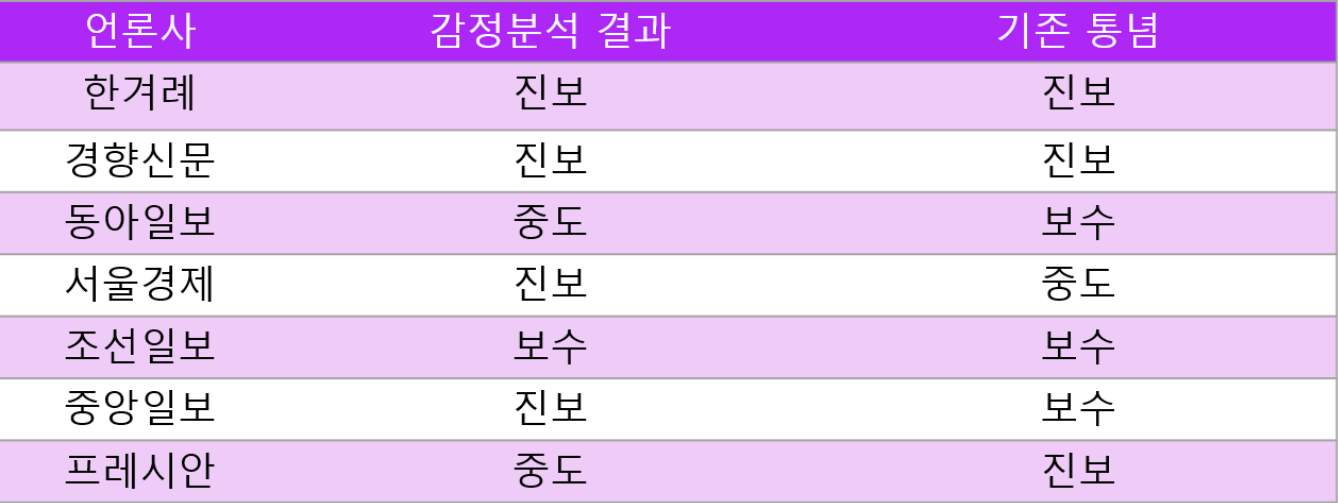 언론사 감정분석 결과 기존 통념
한겨례 진보 진보
경향신문 진보 진보
동아일보 중도 보수
서울경제 진보 중도
조선일보 보수 보수
중앙일보 진보 보수
프레시안 중도 진보